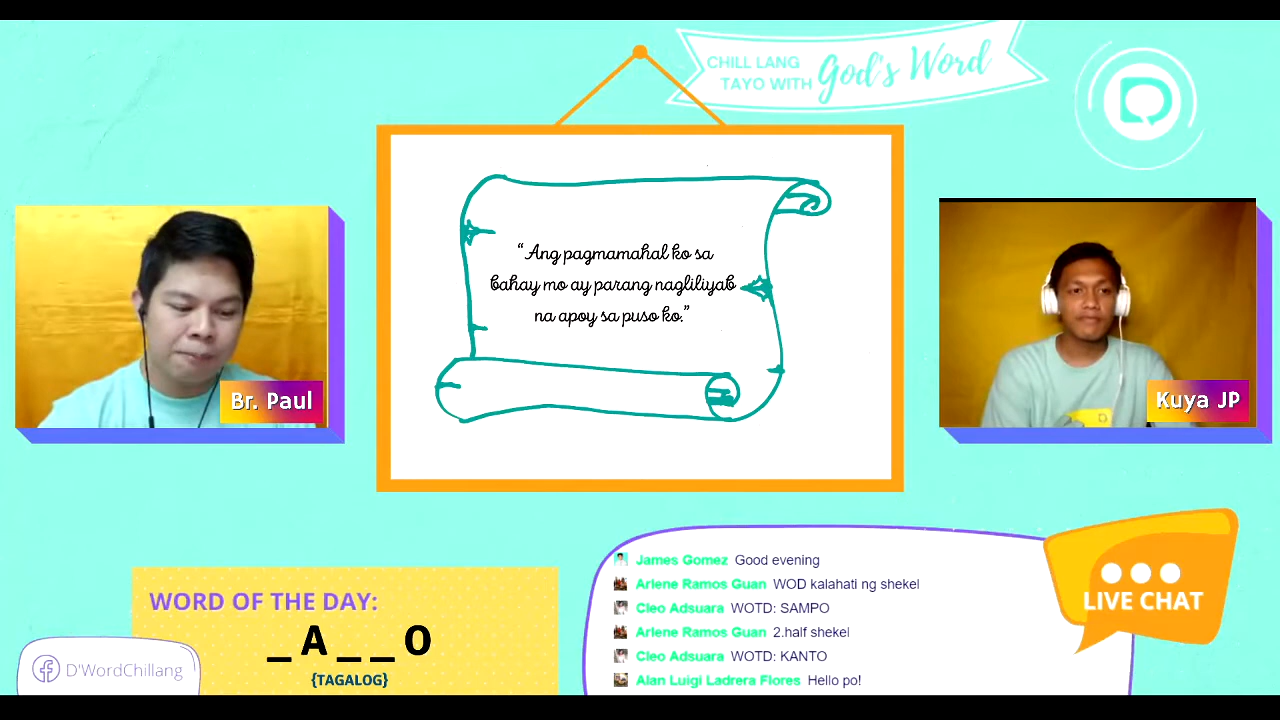 CHILL LANG
TAYO WITH God's Word
"Ang pagmamahal ko sa
bahay mo ay parang nagliliyab
na apoy sa puso ko."
Br. Paul
Kuya JP
WORD OF THE DAY:
_ A _ _ O
{TAGALOG}
D'WordChillang
James Gomez Good evening
Arlene Ramos Guan WOD kalahati ng shekel
Cleo Adsuara WOTD: SAMPO
Arlene Ramos Guan 2.half shekel
Cleo Adsuara WOTD: KANTO
Alan Luigi Ladrera Flores Hello po!
LIVE CHAT